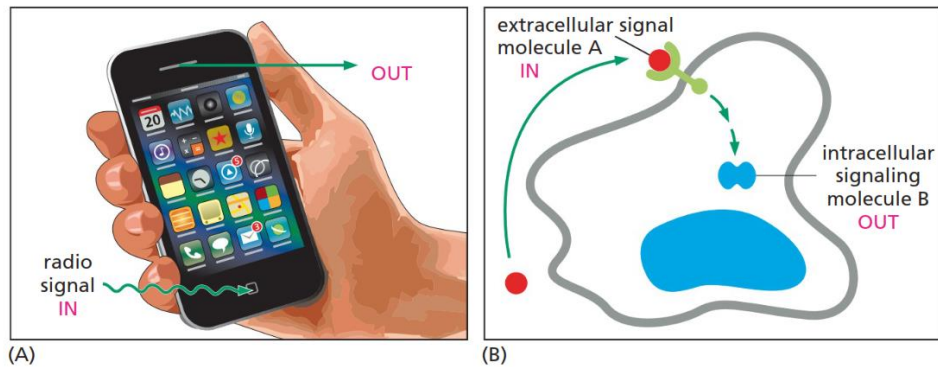 OUT
20
5
3
radio
signal
IN
(A)
extracellular signal
molecule A
IN
intracellular
signaling
molecule B
OUT
(B)